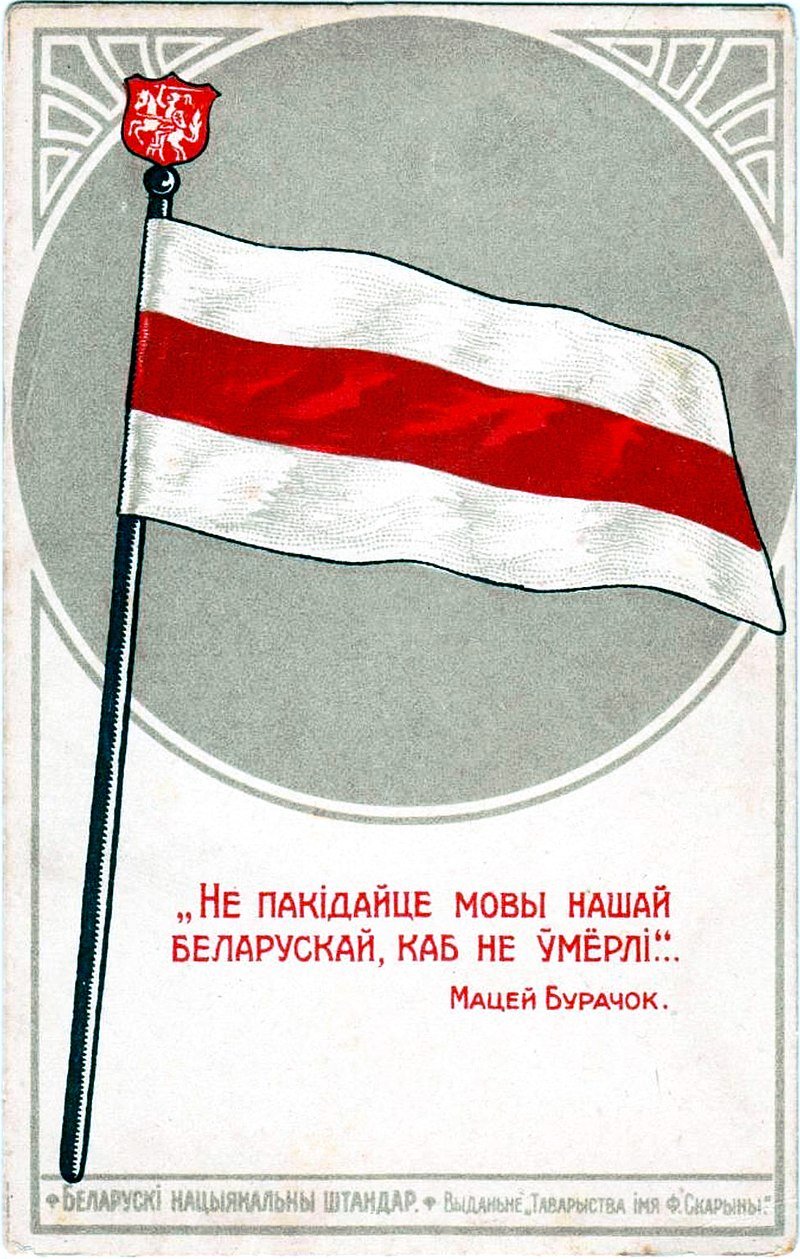 „Не пакідайце мовы нашай
беларускай, каб не ўмёрлі“...
Мацей Бурачок.
Беларускі нацыянальны штандар. Выданьне „Таварыства імя Ф. Скарыны.“